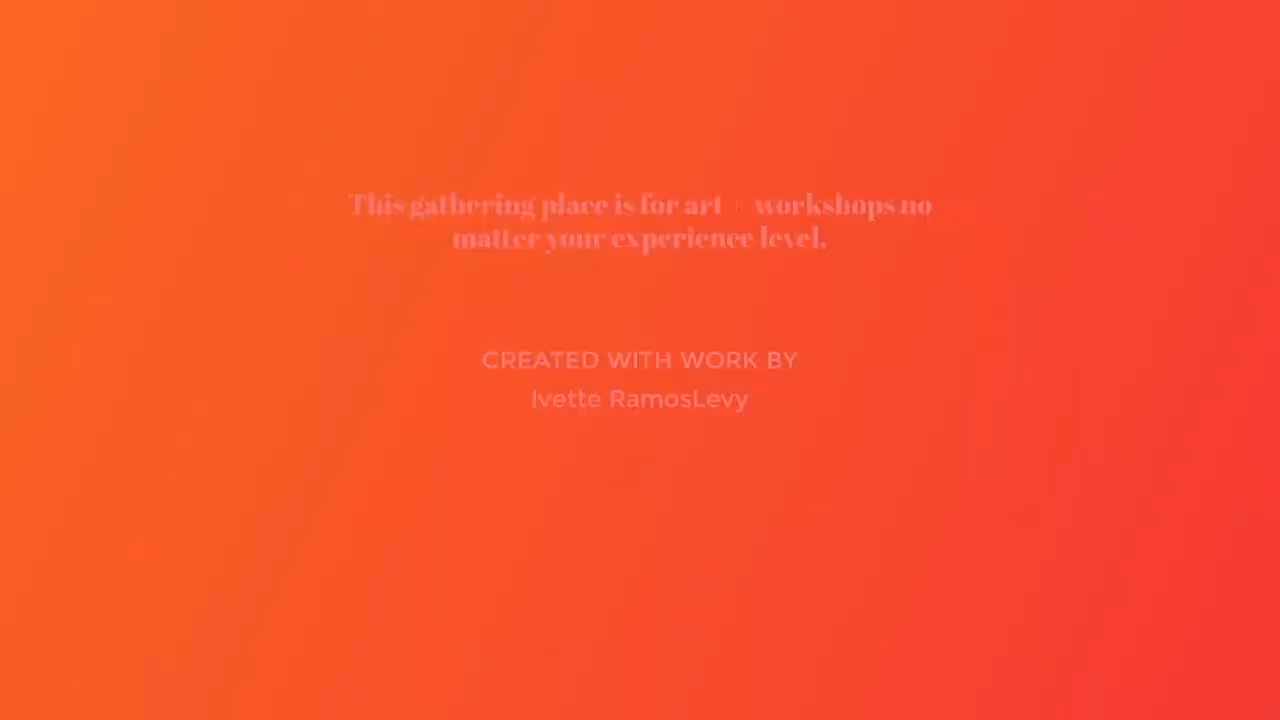 This gathering place is for art + workshops no
matter your experience level.
CREATED WITH WORK BY
Ivette RamosLevy